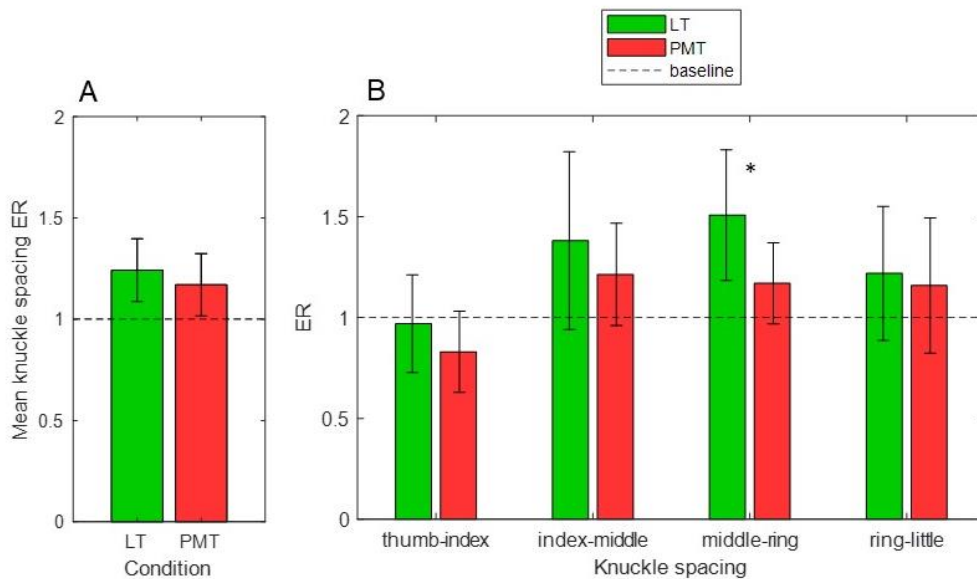 LT
PMT
baseline
A
B
2
1.5
1
0.5
0
Mean knuckle spacing ER
LT PMT
Condition
2
1.5
1
0.5
0
ER
*
thumb-index index-middle middle-ring ring-little
Knuckle spacing